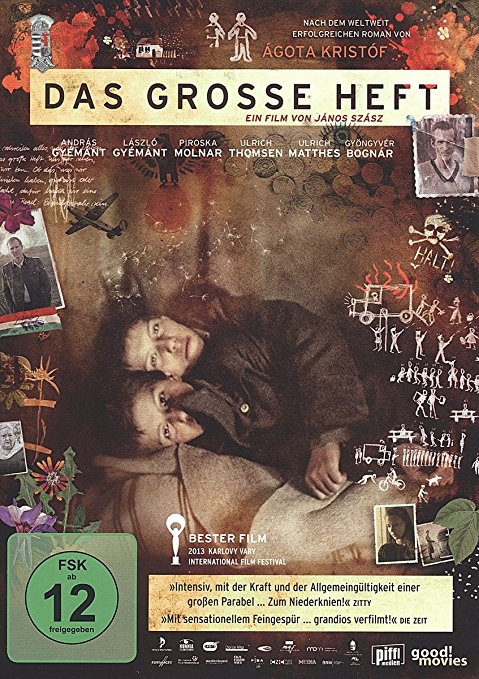 NACH DEM WELTWEIT
ERFOLGREICHEN ROMAN VON
ÁGOTA KRISTÓF
DAS GROSSE HEFT
EIN FILM VON JÁNOS SZÁSZ
ANDRÁS GYÉMÁNT LÁSZLÓ GYÉMÁNT PIROSKA MOLNAR ULRICH THOMSEN ULRICH MATTHES GYÖNGYVÉR BOGNÁR
HALT!
BESTER FILM
2013 KARLOVY VARY
INTERNATIONAL FILM FESTIVAL
FSK
ab
12
freigegeben
»Intensiv, mit der Kraft und der Allgemeingültigkeit einer
großen Parabel ... Zum Niederknien!« ZITTY
»Mit sensationellem Feingespür ... grandios verfilmt!« DIE ZEIT
piffl
medien
good!
movies